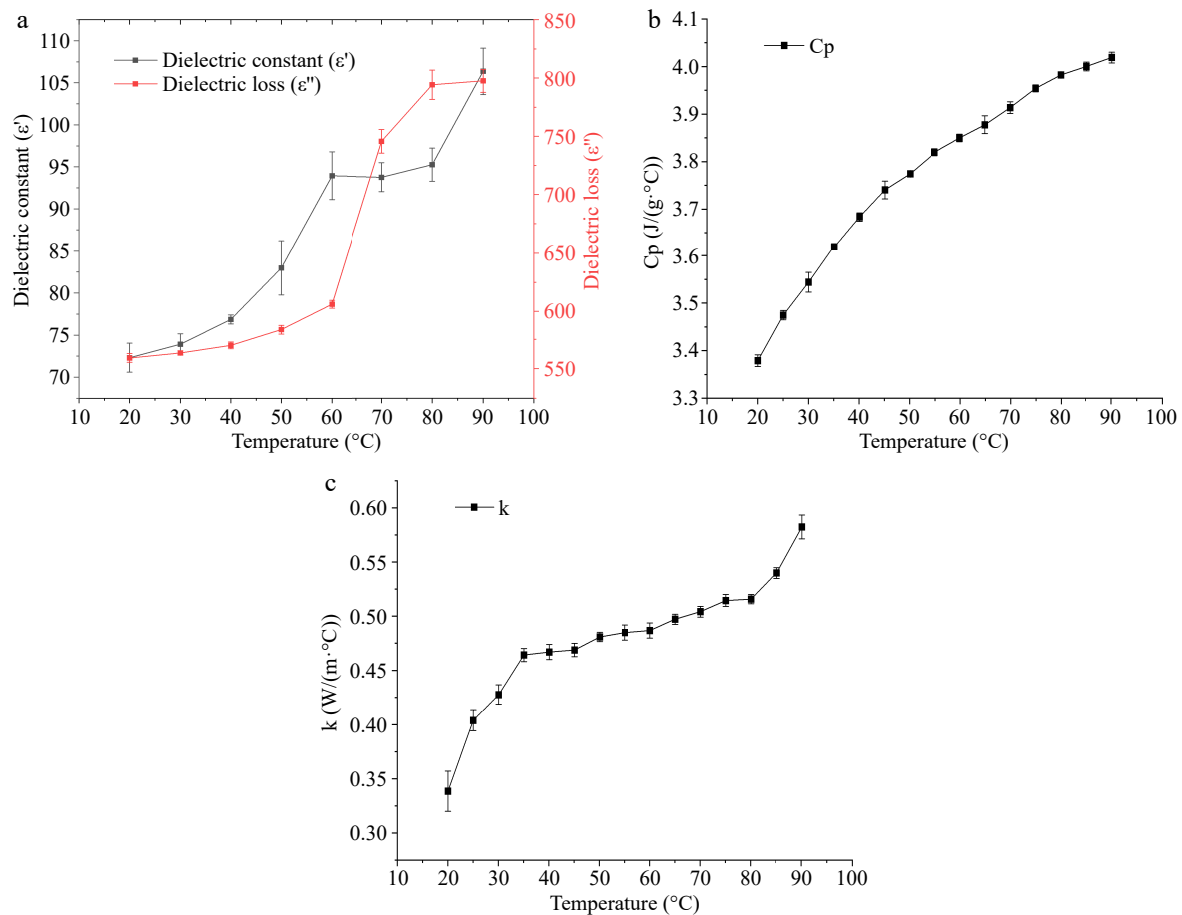 a
Dielectric constant (ε')
Dielectric loss (ε'')
110
105
100
95
90
85
80
75
70
Dielectric constant (ε')
850
800
750
700
650
600
550
Dielectric loss (ε'')
10 20 30 40 50 60 70 80 90 100
Temperature (°C)
b
Cp
4.1
4.0
3.9
3.8
3.7
3.6
3.5
3.4
3.3
Cp (J/(g·°C))
10 20 30 40 50 60 70 80 90 100
Temperature (°C)
c
k
0.60
0.55
0.50
0.45
0.40
0.35
0.30
k (W/(m·°C))
10 20 30 40 50 60 70 80 90 100
Temperature (°C)